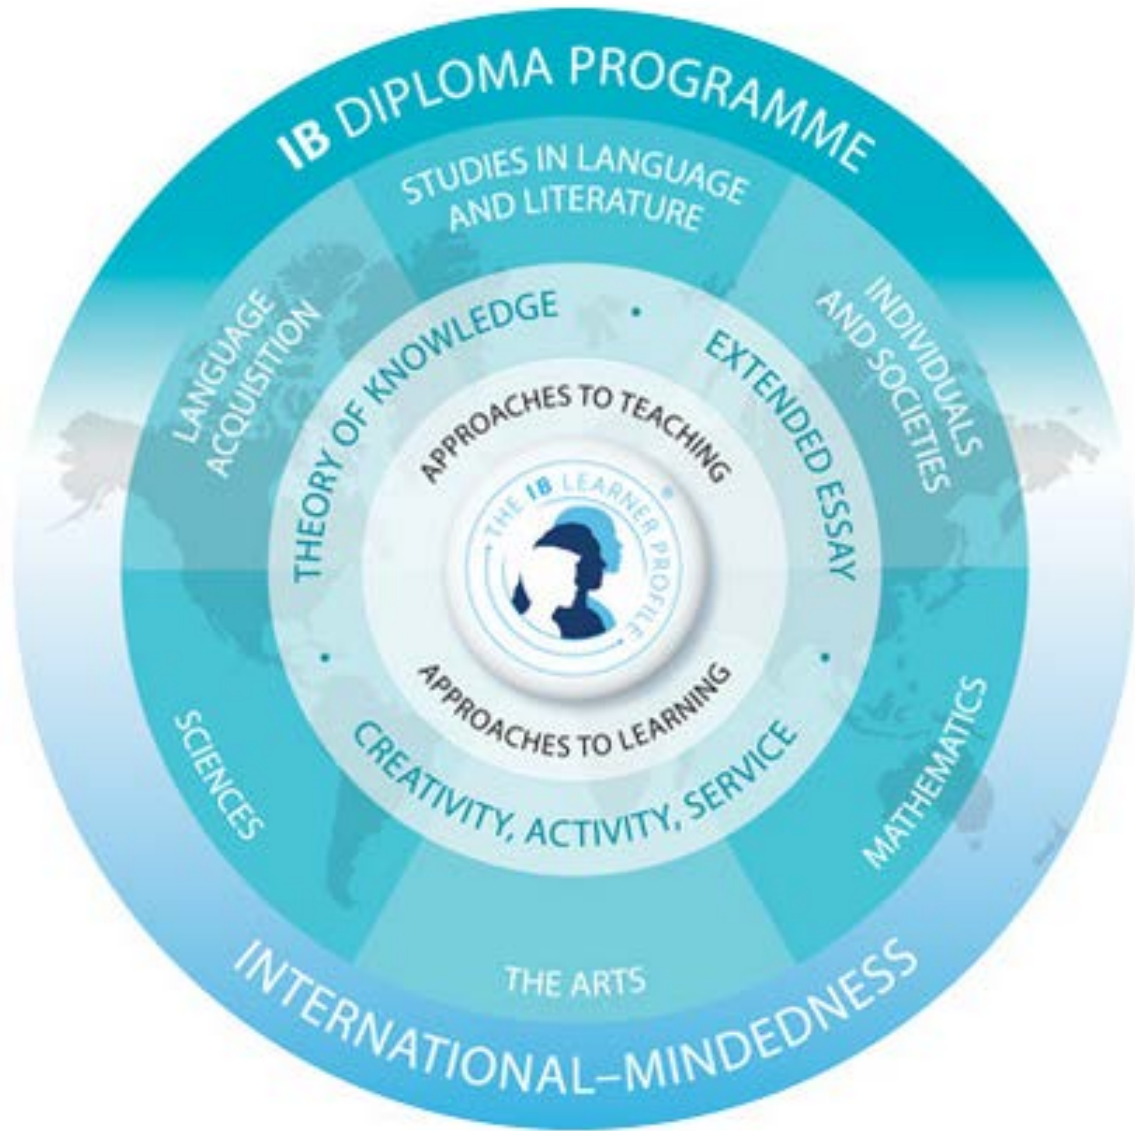 IB DIPLOMA PROGRAMME
STUDIES IN LANGUAGE
AND LITERATURE
LANGUAGE
ACQUISTION
INDIVIDUALS
AND SOCIETIES
THEORY OF KNOWLEDGE
EXTENDED ESSAY
APPROACHES TO TEACHING
THE IB LEARNER PROFILE®
APPROACHES TO LEARNING
CREATIVITY, ACTIVITY, SERVICE
SCIENCES
MATHEMATICS
THE ARTS
INTERNATIONAL–MINDEDNESS